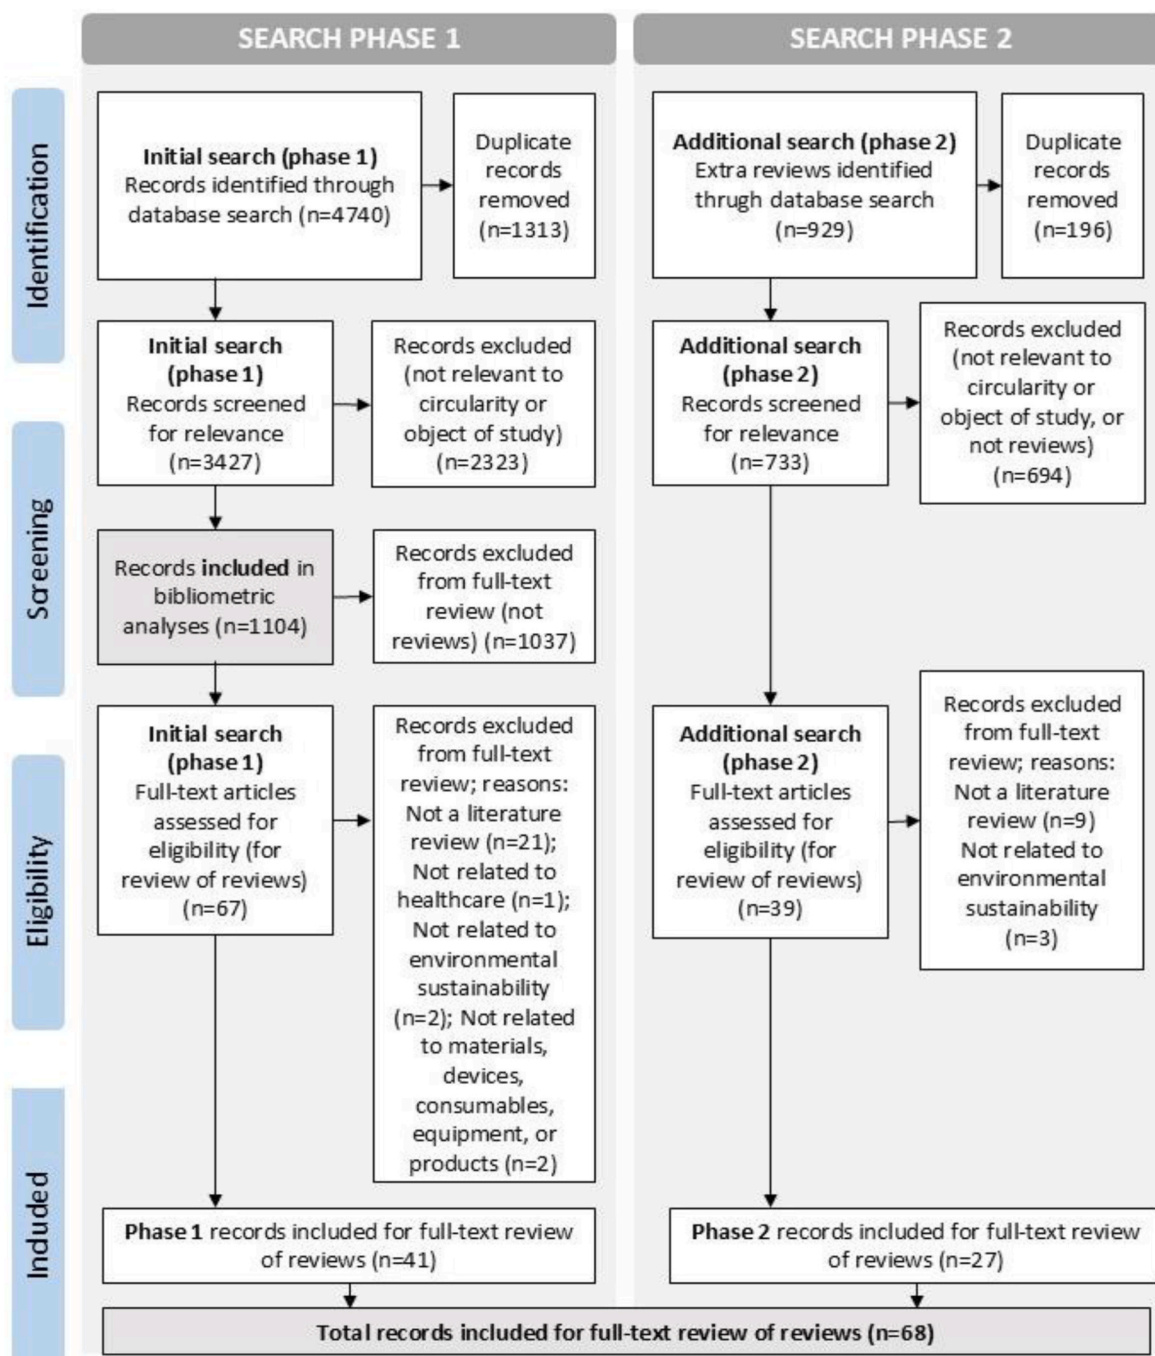 SEARCH PHASE 1
SEARCH PHASE 2
Identification
Initial search (phase 1)
Records identified through
database search (n=4740)
Duplicate
records
removed
(n=1313)
Additional search (phase 2)
Extra reviews identified
thrugh database search
(n=929)
Duplicate
records
removed
(n=196)
Initial search
(phase 1)
Records screened
for relevance
(n=3427)
Records excluded
(not relevant to
circularity or
object of study)
(n=2323)
Additional search
(phase 2)
Records screened
for relevance
(n=733)
Records excluded
(not relevant to
circularity or
object of study, or
not reviews)
(n=694)
Screening
Records included in
bibliometric
analyses (n=1104)
Records excluded
from full-text
review (not
reviews) (n=1037)
Eligibility
Initial search
(phase 1)
Full-text articles
assessed for
eligibility (for
review of reviews)
(n=67)
Records excluded
from full-text
review; reasons:
Not a literature
review (n=21);
Not related to
healthcare (n=1);
Not related to
environmental
sustainability
(n=2); Not related
to materials,
devices,
consumables,
equipment, or
products (n=2)
Additional search
(phase 2)
Full-text articles
assessed for
eligibility (for
review of reviews)
(n=39)
Records excluded
from full-text
review; reasons:
Not a literature
review (n=9)
Not related to
environmental
sustainability
(n=3)
Included
Phase 1 records included for full-text review
of reviews (n=41)
Phase 2 records included for full-text review
of reviews (n=27)
Total records included for full-text review of reviews (n=68)